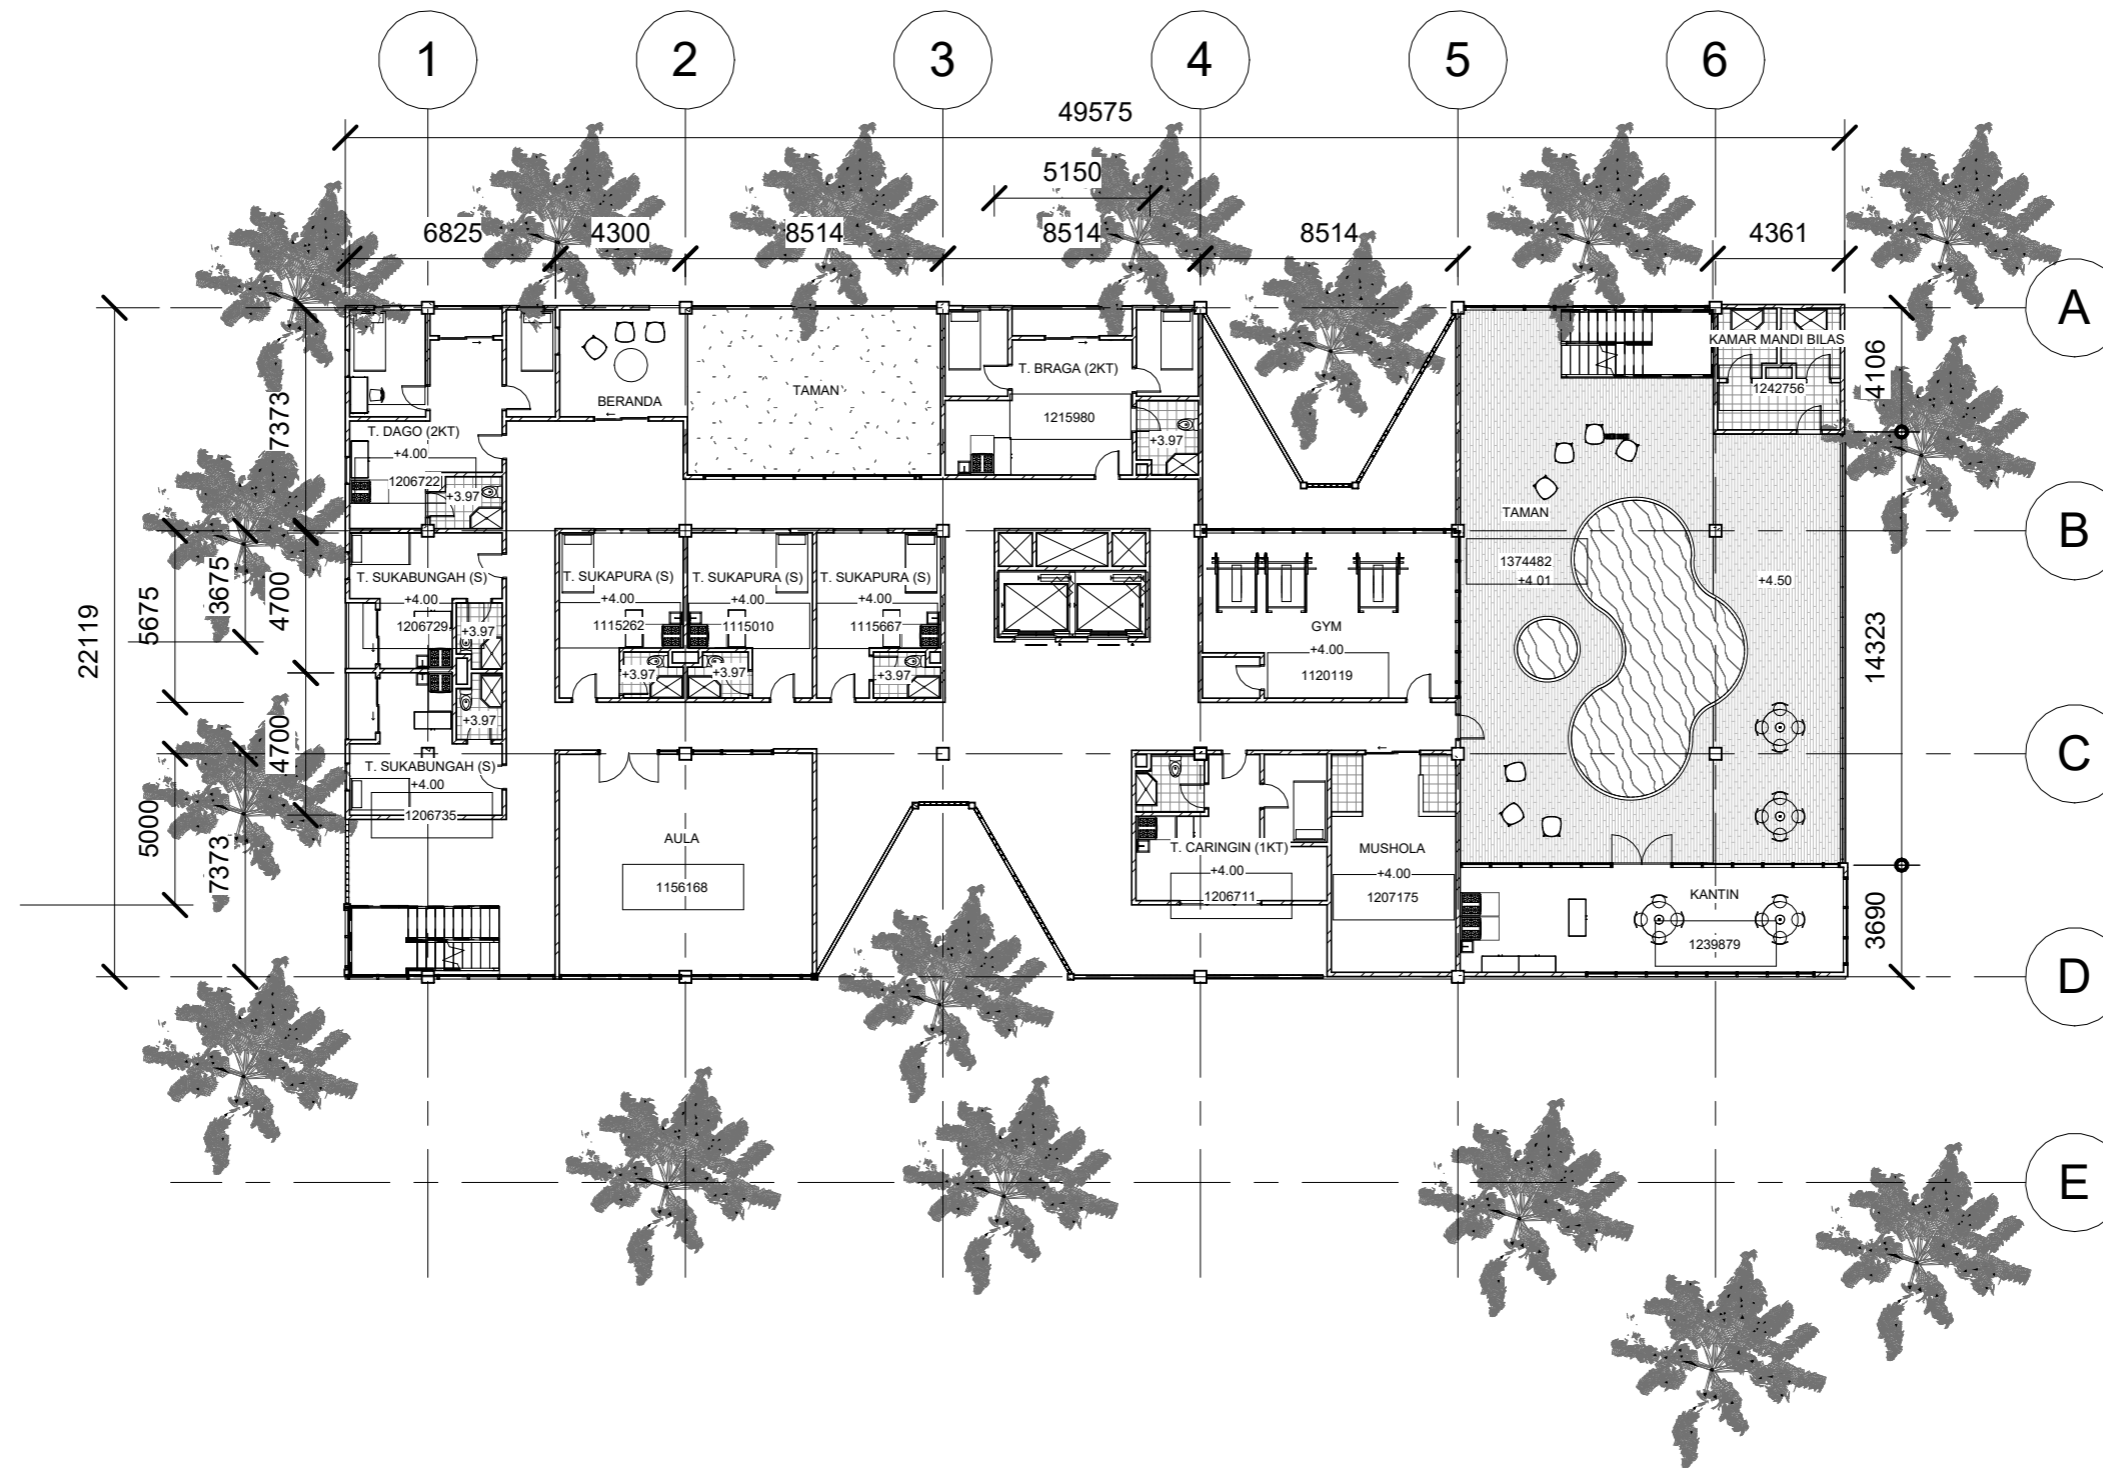 1 2 3 4 5 6
49575
5150
6825 4300 8514 8514 8514 4361
A
KAMAR MANDI BILAS
1242756
4106
T. BRAGA (2KT)
1215980
+3.97
TAMAN
BERANDA
7373
T. DAGO (2KT)
+4.00
1206722
+3.97
TAMAN
B
1374482
+4.01
+4.50
22119
5675
3675
4700
T. SUKABUNGAH (S)
+4.00
1206729
+3.97
T. SUKAPURA (S) T. SUKAPURA (S) T. SUKAPURA (S)
+4.00 +4.00 +4.00
1115262 1115010 1115667
+3.97 +3.97 +3.97
GYM
+4.00
1120119
14323
4700
+3.97
T. SUKABUNGAH (S)
+4.00
1206735
C
5000
7373
AULA
1156168
T. CARINGIN (1KT)
+4.00
1206711
MUSHOLA
+4.00
1207175
KANTIN
1239879
3690
D
E